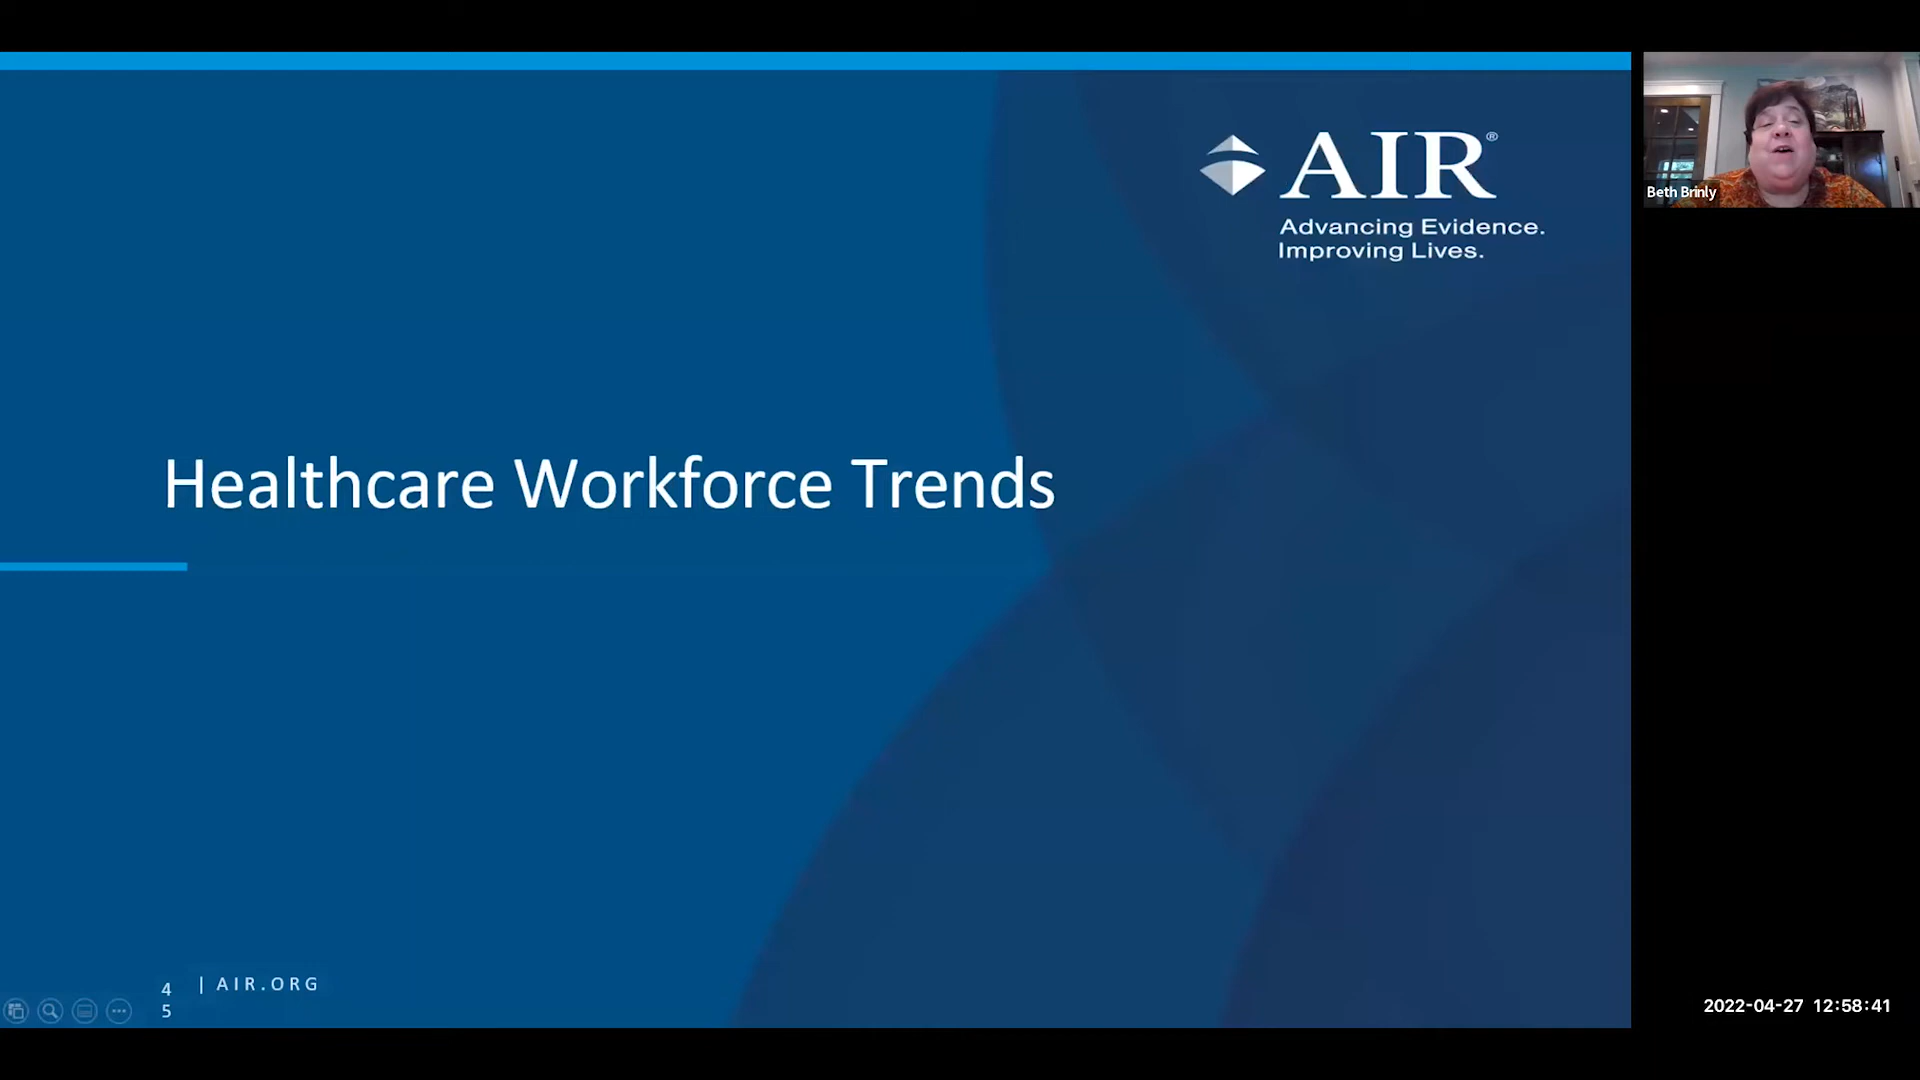 AIR®
Advancing Evidence.
Improving Lives.
Beth Brinly
Healthcare Workforce Trends
4
5
| AIR.ORG
2022-04-27 12:58:41